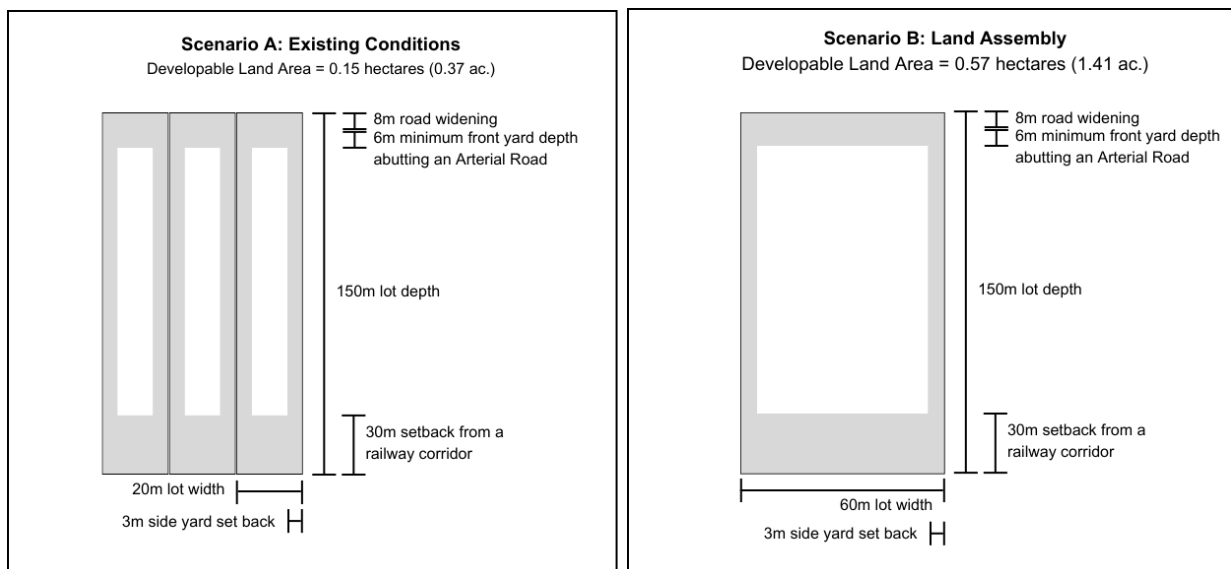 Scenario A: Existing Conditions
Developable Land Area = 0.15 hectares (0.37 ac.)
8m road widening
6m minimum front yard depth
abutting an Arterial Road
150m lot depth
30m setback from a
railway corridor
20m lot width
3m side yard set back
Scenario B: Land Assembly
Developable Land Area = 0.57 hectares (1.41 ac.)
8m road widening
6m minimum front yard depth
abutting an Arterial Road
150m lot depth
30m setback from a
railway corridor
60m lot width
3m side yard set back